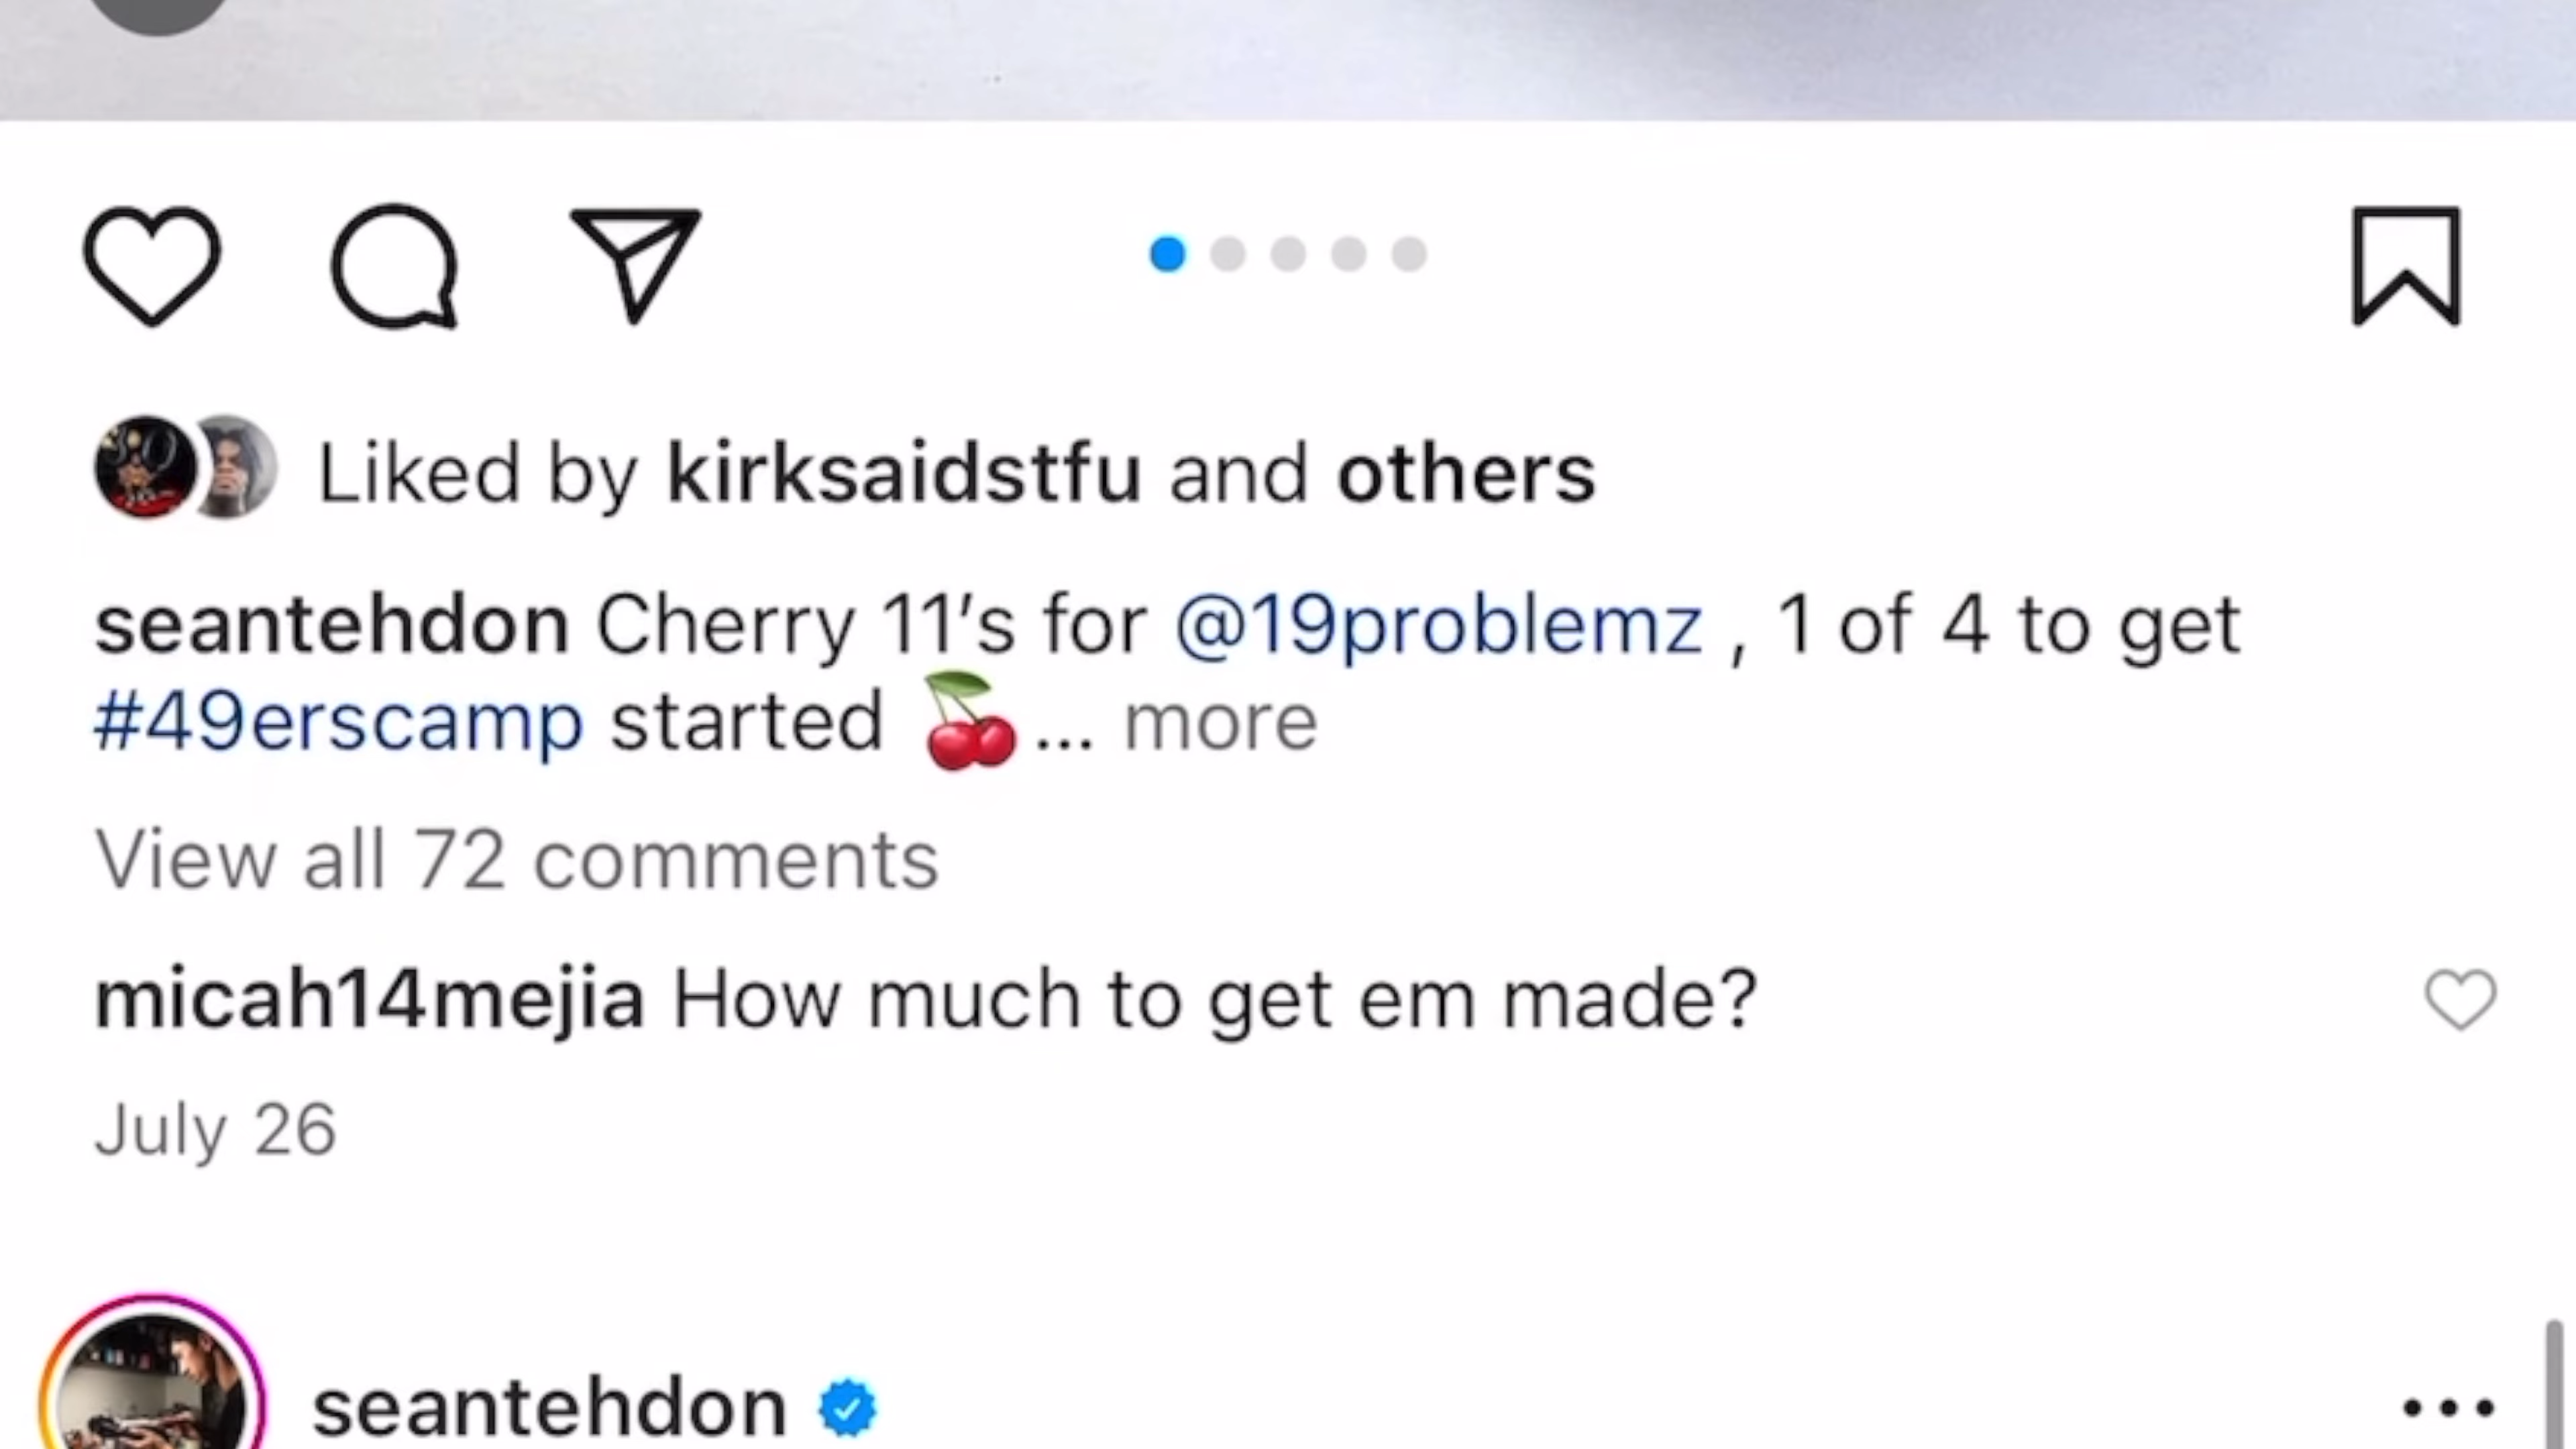 Liked by kirksaidstfu and others
seantehdon Cherry 11's for @19problemz , 1 of 4 to get
#49erscamp started 🍒... more
View all 72 comments
micah14mejia How much to get em made?
July 26
seantehdon